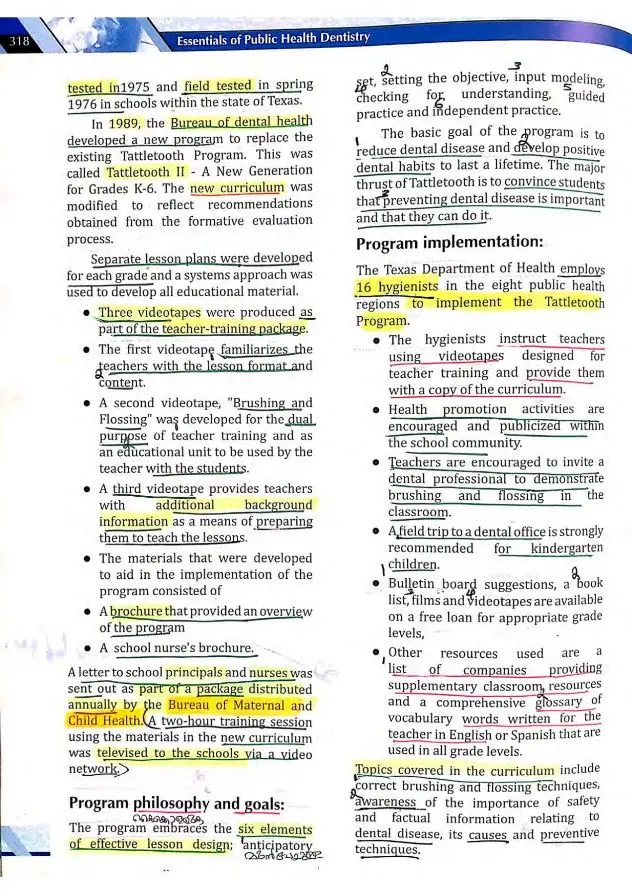 318
Essentials of Public Health Dentistry
tested in1975 and field tested in spring
1976 in schools within the state of Texas.
In 1989, the Bureau of dental health
developed a new program to replace the
existing Tattletooth Program. This was
called Tattletooth II - A New Generation
for Grades K-6. The new curriculum was
modified to reflect recommendations
obtained from the formative evaluation
process.
Separate lesson plans were developed
for each grade and a systems approach was
used to develop all educational material.
• Three videotapes were produced as
part of the teacher-training package.
• The first videotape familiarizes the
teachers with the lesson format and
2
content.
• A second videotape, "Brushing and
Flossing" was developed for the dual
purpose of teacher training and as
an educational unit to be used by the
teacher with the students.
• A third videotape provides teachers
with additional background
information as a means of preparing
them to teach the lessons.
• The materials that were developed
to aid in the implementation of the
program consisted of
• A brochure that provided an overview
of the program
• A school nurse's brochure.
A letter to school principals and nurses was
sent out as part of a package distributed
annually by the Bureau of Maternal and
Child Health. (A two-hour training session
using the materials in the new curriculum
was televised to the schools via a video
network.>
Program philosophy and goals:
The program embraces the six elements
of effective lesson design; anticipatory
2 3
set, setting the objective, input modeling,
4 5
checking for, understanding, guided
6
practice and independent practice.
The basic goal of the program is to
1 2
reduce dental disease and develop positive
dental habits to last a lifetime. The major
thrust of Tattletooth is to convince students
3
that preventing dental disease is important
and that they can do it.
Program implementation:
The Texas Department of Health employs
16 hygienists in the eight public health
regions to implement the Tattletooth
Program.
• The hygienists instruct teachers
using videotapes designed for
teacher training and provide them
with a copy of the curriculum.
• Health promotion activities are
encouraged and publicized within
the school community.
• Teachers are encouraged to invite a
dental professional to demonstrate
brushing and flossing in the
classroom.
• A field trip to a dental office is strongly
recommended for kindergarten
children.
1 2
• Bulletin board suggestions, a book
3 4
list, films and videotapes are available
on a free loan for appropriate grade
levels,
• Other resources used are a
1
list of companies providing
supplementary classroom resources
2
and a comprehensive glossary of
vocabulary words written for the
teacher in English or Spanish that are
used in all grade levels.
Topics covered in the curriculum include
1
correct brushing and flossing techniques,
2
awareness of the importance of safety
and factual information relating to
dental disease, its causes and preventive
techniques.